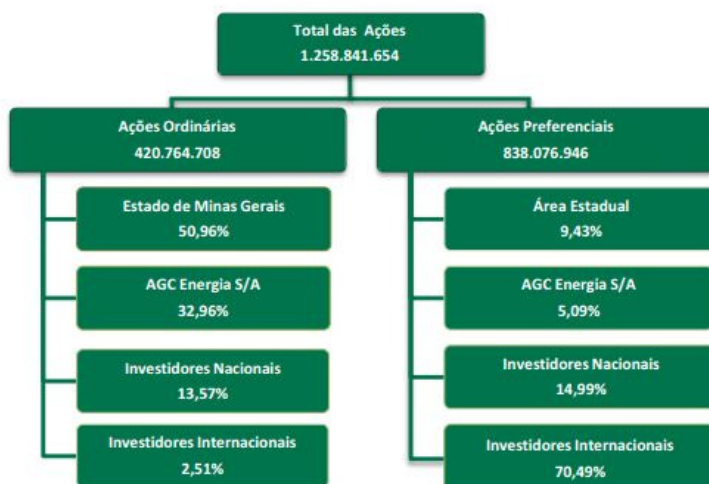 Total das Ações
1.258.841.654
Ações Ordinárias
420.764.708
Estado de Minas Gerais
50,96%
AGC Energia S/A
32,96%
Investidores Nacionais
13,57%
Investidores Internacionais
2,51%
Ações Preferenciais
838.076.946
Área Estadual
9,43%
AGC Energia S/A
5,09%
Investidores Nacionais
14,99%
Investidores Internacionais
70,49%